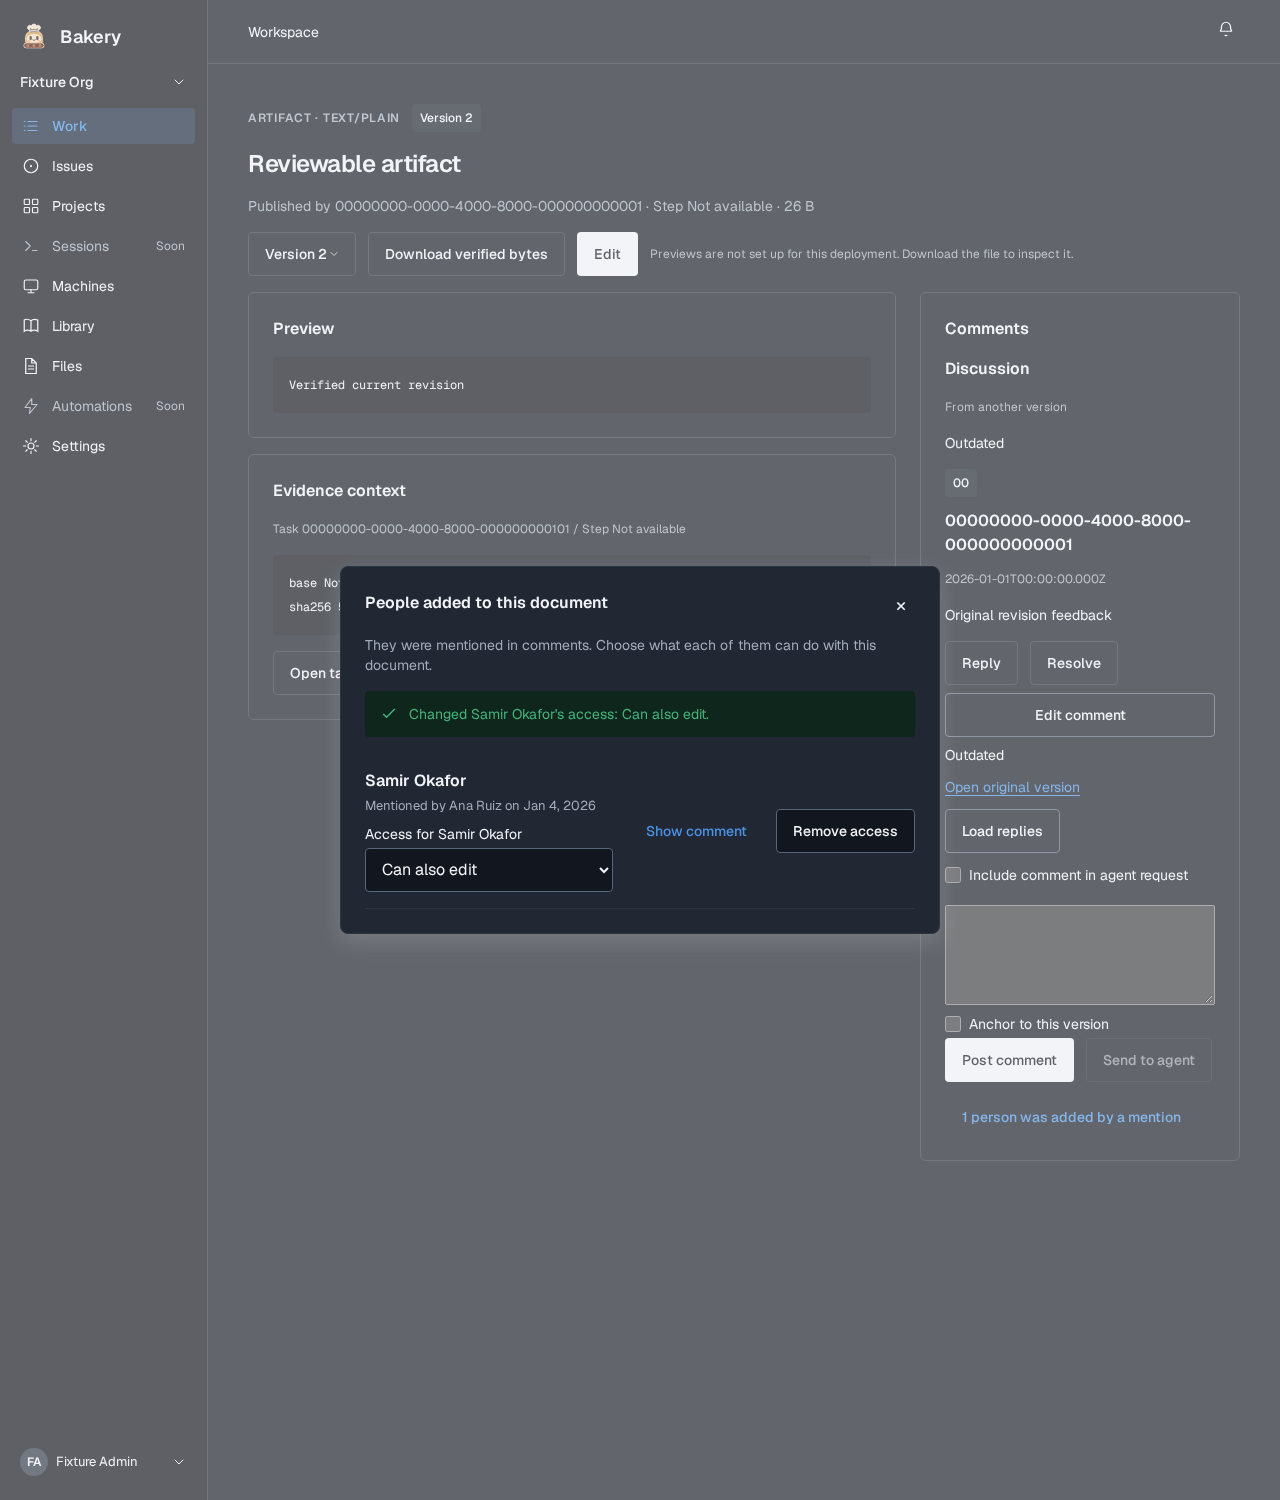 Bakery
Fixture Org
Work
Issues
Projects
Sessions Soon
Machines
Library
Files
Automations Soon
Settings
FA Fixture Admin
Workspace
ARTIFACT · TEXT/PLAIN Version 2
Reviewable artifact
Published by 00000000-0000-4000-8000-000000000001 · Step Not available · 26 B
Version 2 Download verified bytes Edit Previews are not set up for this deployment. Download the file to inspect it.
Preview
Verified current revision
Evidence context
Task 00000000-0000-4000-8000-000000000101 / Step Not available
base
sha256
Open
People added to this document
They were mentioned in comments. Choose what each of them can do with this
document.
Changed Samir Okafor's access: Can also edit.
Samir Okafor
Mentioned by Ana Ruiz on Jan 4, 2026
Access for Samir Okafor
Can also edit
Show comment Remove access
Comments
Discussion
From another version
Outdated
00
00000000-0000-4000-8000-
000000000001
2026-01-01T00:00:00.000Z
Original revision feedback
Reply Resolve
Edit comment
Outdated
Open original version
Load replies
Include comment in agent request
Anchor to this version
Post comment Send to agent
1 person was added by a mention